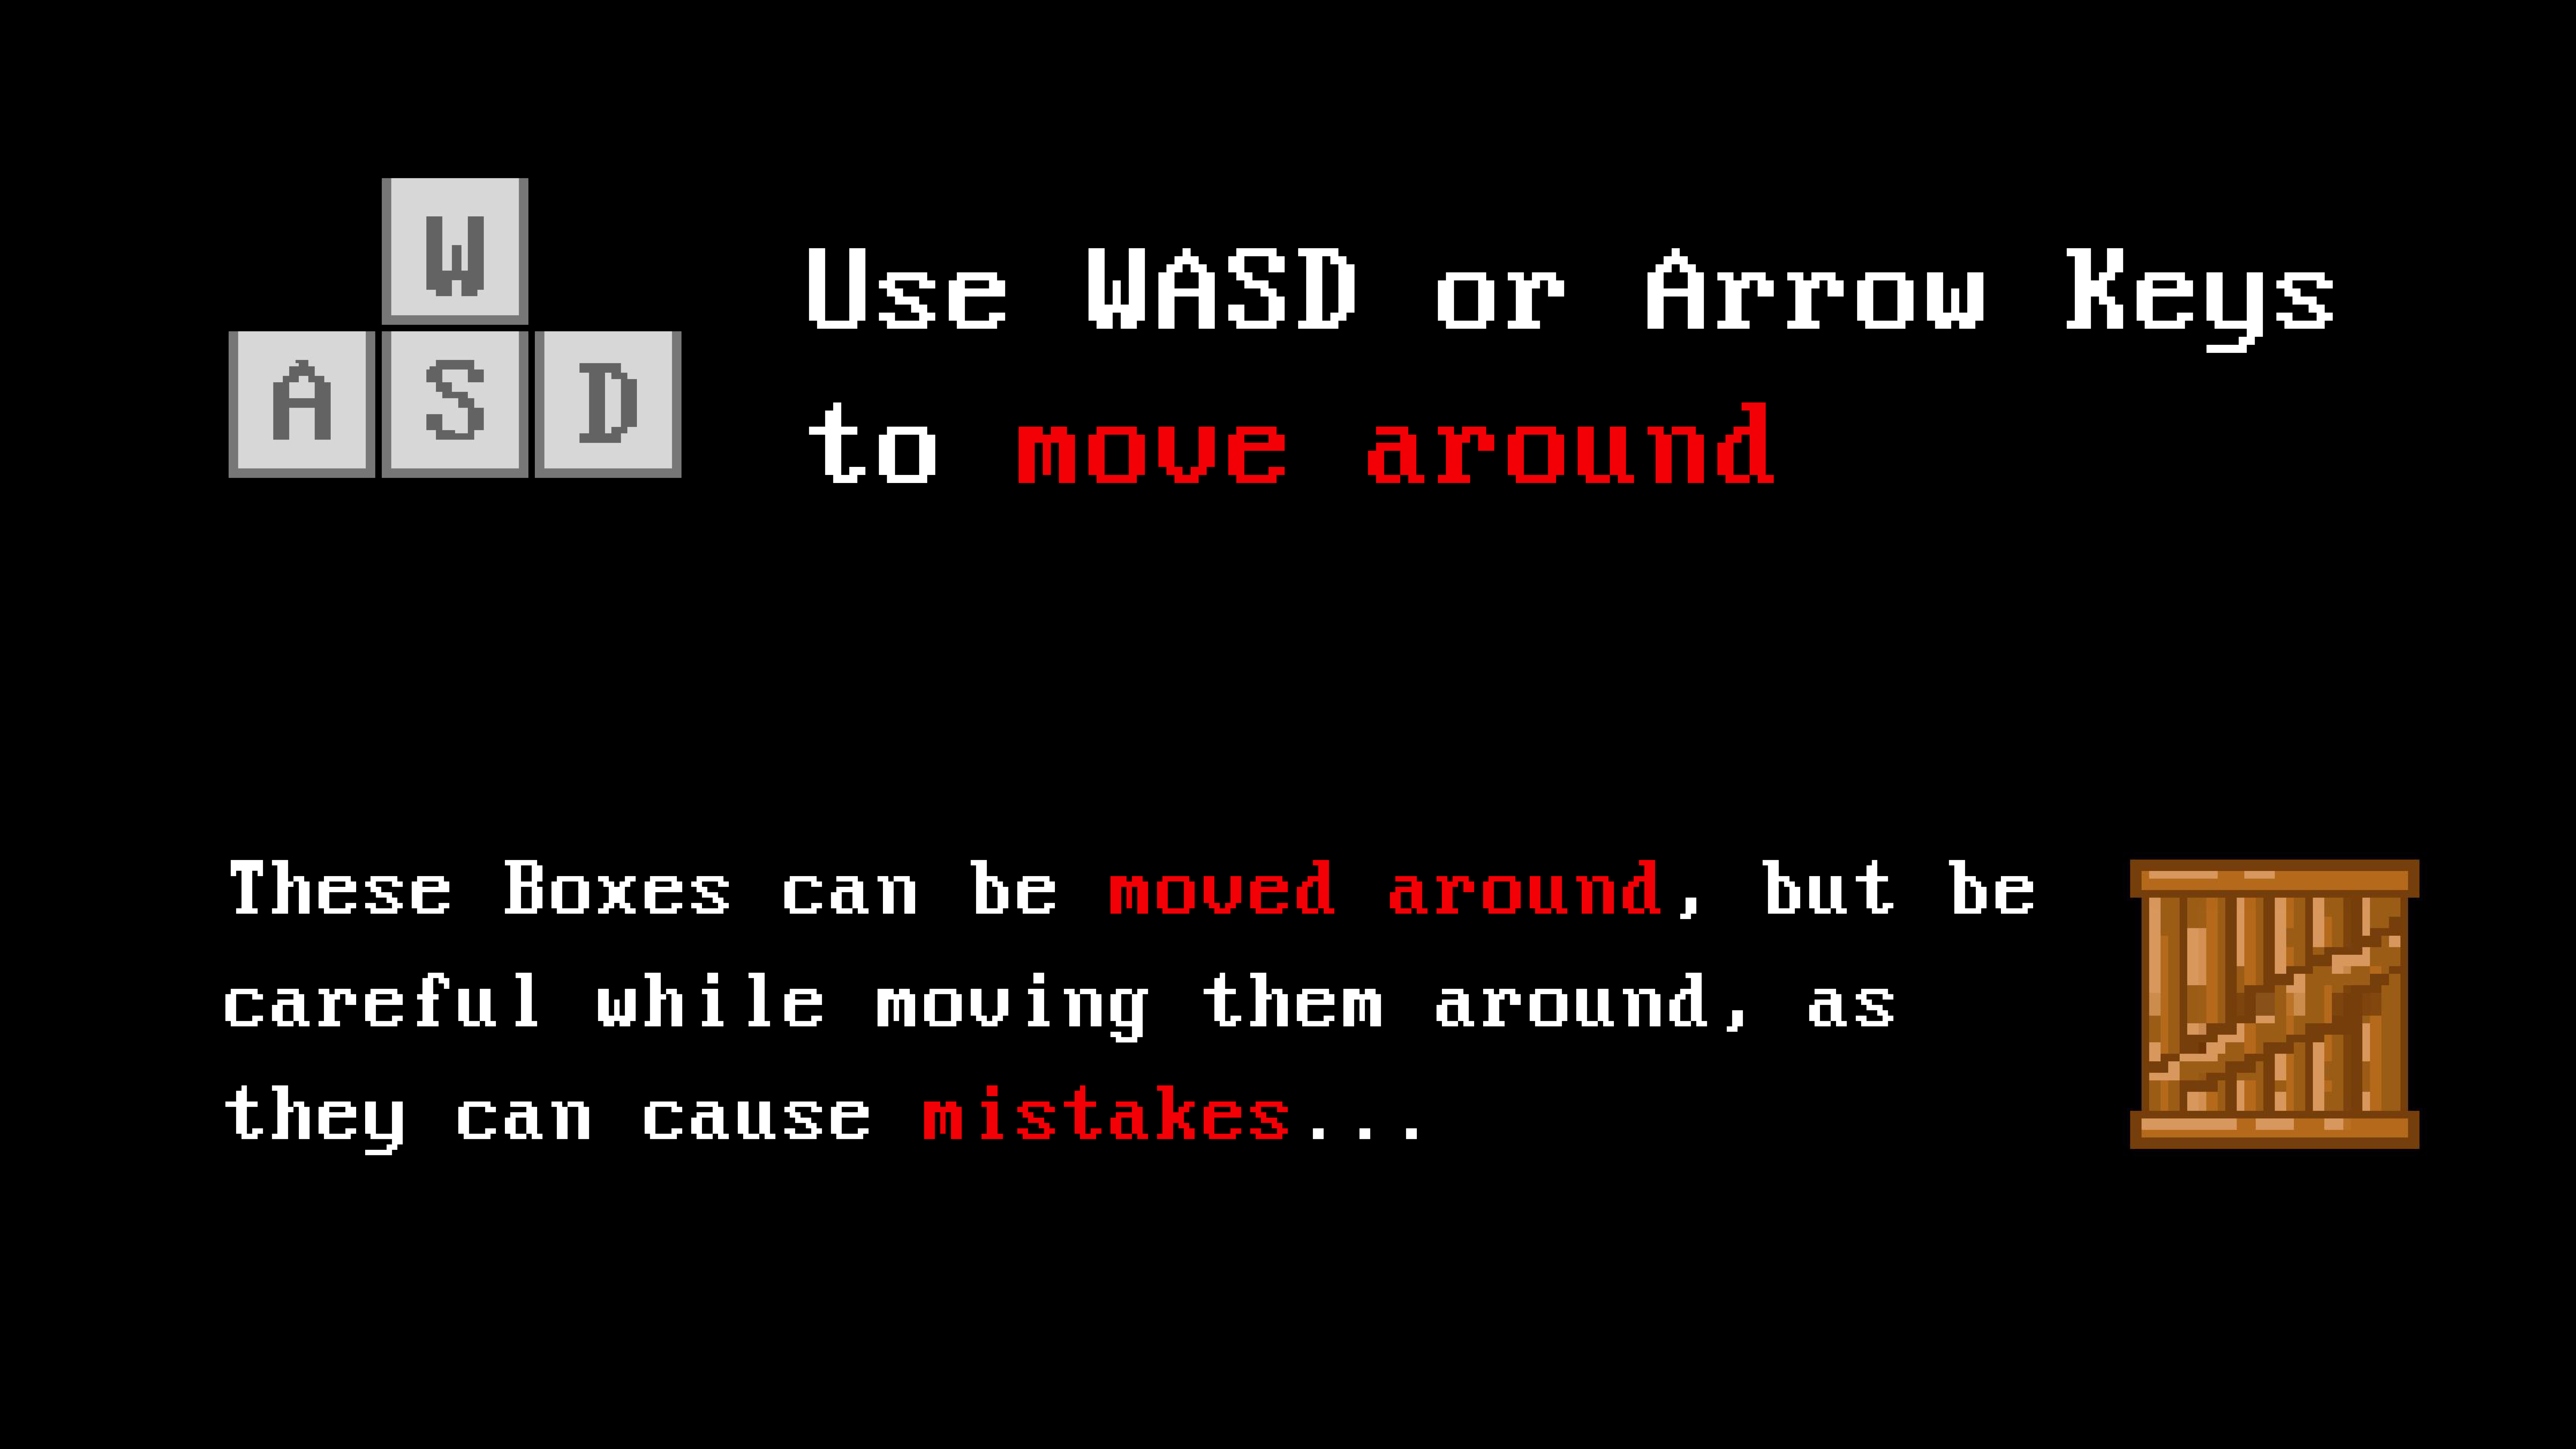 W
A S D
Use WASD or Arrow Keys
to move around
These Boxes can be moved around, but be
careful while moving them around, as
they can cause mistakes...